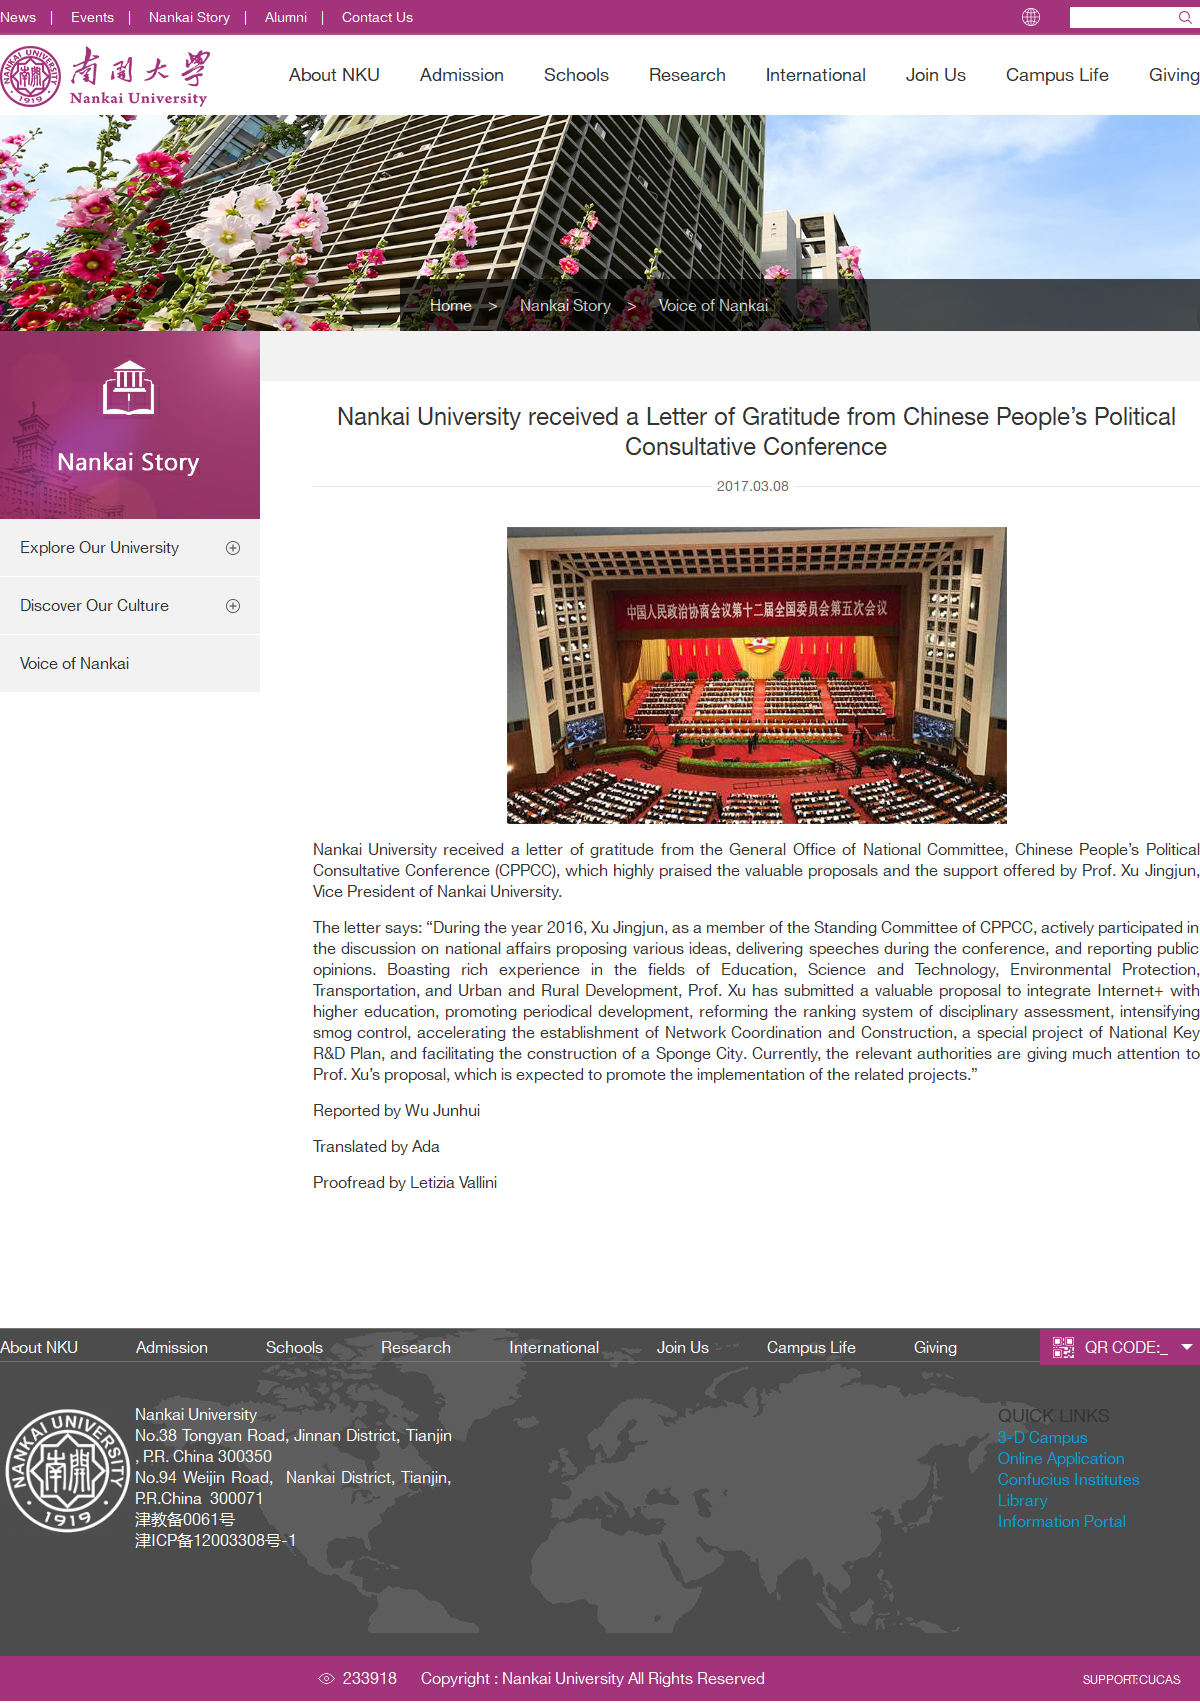 News | Events | Nankai Story | Alumni | Contact Us
NANKAI UNIVERSITY 南開 1919
南開大學
Nankai University
About NKU Admission Schools Research International Join Us Campus Life Giving
Home > Nankai Story > Voice of Nankai
Nankai Story
Explore Our University
Discover Our Culture
Voice of Nankai
Nankai University received a Letter of Gratitude from Chinese People’s Political
Consultative Conference
2017.03.08
中国人民政治协商会议第十二届全国委员会第五次会议
Nankai University received a letter of gratitude from the General Office of National Committee, Chinese People’s Political
Consultative Conference (CPPCC), which highly praised the valuable proposals and the support offered by Prof. Xu Jingjun,
Vice President of Nankai University.
The letter says: “During the year 2016, Xu Jingjun, as a member of the Standing Committee of CPPCC, actively participated in
the discussion on national affairs proposing various ideas, delivering speeches during the conference, and reporting public
opinions. Boasting rich experience in the fields of Education, Science and Technology, Environmental Protection,
Transportation, and Urban and Rural Development, Prof. Xu has submitted a valuable proposal to integrate Internet+ with
higher education, promoting periodical development, reforming the ranking system of disciplinary assessment, intensifying
smog control, accelerating the establishment of Network Coordination and Construction, a special project of National Key
R&D Plan, and facilitating the construction of a Sponge City. Currently, the relevant authorities are giving much attention to
Prof. Xu’s proposal, which is expected to promote the implementation of the related projects.”
Reported by Wu Junhui
Translated by Ada
Proofread by Letizia Vallini
About NKU Admission Schools Research International Join Us Campus Life Giving QR CODE:_
NANKAI UNIVERSITY 南開 1919
Nankai University
No.38 Tongyan Road, Jinnan District, Tianjin
, P.R. China 300350
No.94 Weijin Road, Nankai District, Tianjin,
P.R.China 300071
津教备0061号
津ICP备12003308号-1
QUICK LINKS
3-D Campus
Online Application
Confucius Institutes
Library
Information Portal
233918 Copyright : Nankai University All Rights Reserved
SUPPORT:CUCAS